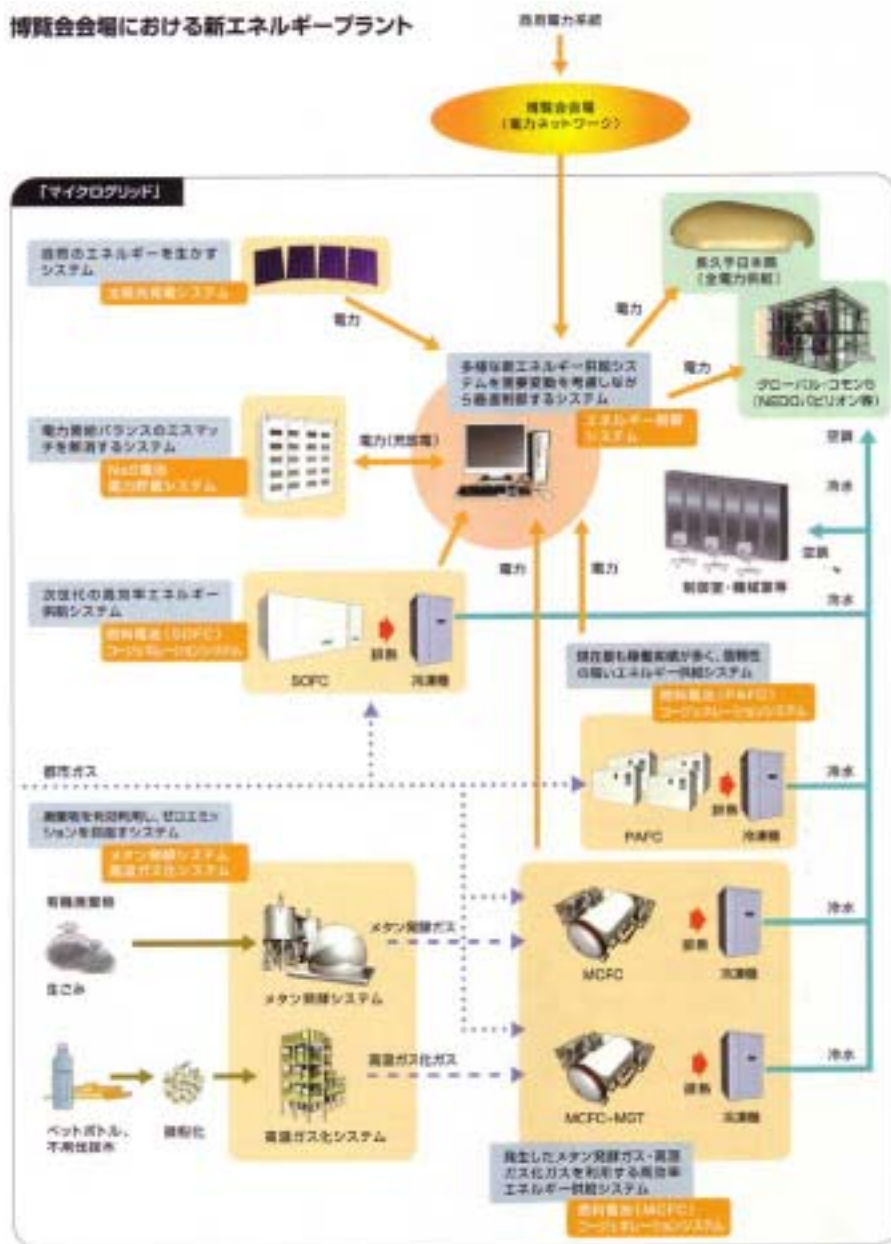 博覧会会場における新エネルギープラント
商用電力系統
博覧会会場
(電力ネットワーク)
「マイクログリッド」
自然のエネルギーを生かす
システム
太陽光発電システム
電力
長久手日本館
(全電力供給)
電力
多様な新エネルギー供給シス
テムを需要変動を考慮しなが
ら最適制御するシステム
エネルギー制御
システム
電力
グローバル・コモン6
(NEDOパビリオン等)
電力需給バランスのミスマッ
チを解消するシステム
NaS電池
電力貯蔵システム
電力(充放電)
空調
冷水
空調
制御室・機械室等
冷水
次世代の高効率エネルギー
供給システム
燃料電池(SOFC)
コージェネレーションシステム
SOFC
排熱
冷凍機
電力
電力
現在最も稼働実績が多く、信頼性
の高いエネルギー供給システム
燃料電池(PAFC)
コージェネレーションシステム
PAFC
排熱
冷凍機
冷水
都市ガス
廃棄物を有効利用し、ゼロエミッ
ションを目指すシステム
メタン発酵システム
高温ガス化システム
有機廃棄物
生ごみ
メタン発酵システム
メタン発酵ガス
MCFC
排熱
冷凍機
冷水
ペットボトル、
不用世
微粉化
高温ガス化システム
高温ガス化ガス
MCFC-MGT
排熱
冷凍機
冷水
発生したメタン発酵ガス・高温
ガス化ガスを利用する高効率
エネルギー供給システム
燃料電池(MCFC)
コージェネレーションシステム